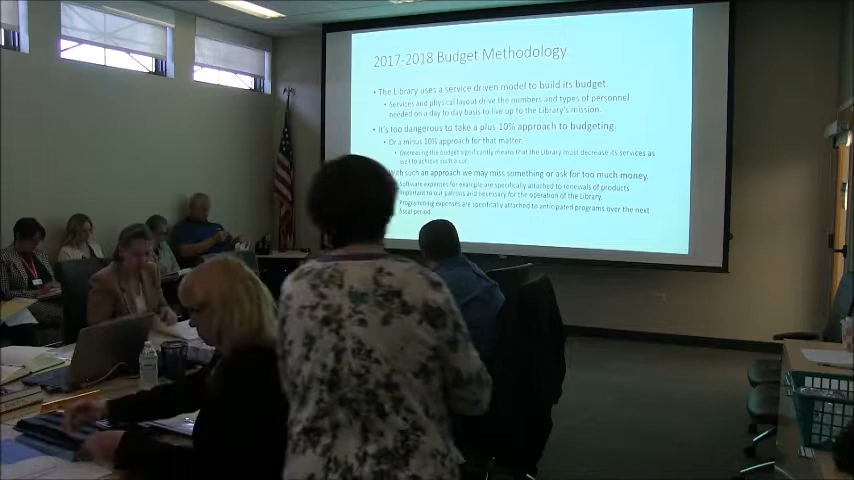 2017-2018 Budget Methodology
• The Library uses a service driven model to build its budget.
• Services and physical layout drive the numbers and types of personnel
needed on a day to day basis to live up to the Library's mission.
• It's too dangerous to take a plus 10% approach to budgeting.
• Or a minus 10% approach for that matter.
• Decreasing the budget significantly means that the Library must decrease its services as
well to achieve such a cut.
With such an approach we may miss something or ask for too much money.
Software expenses for example are specifically attached to renewals of products
important to our patrons and necessary for the operation of the Library.
Programming expenses are specifically attached to anticipated programs over the next
fiscal period.